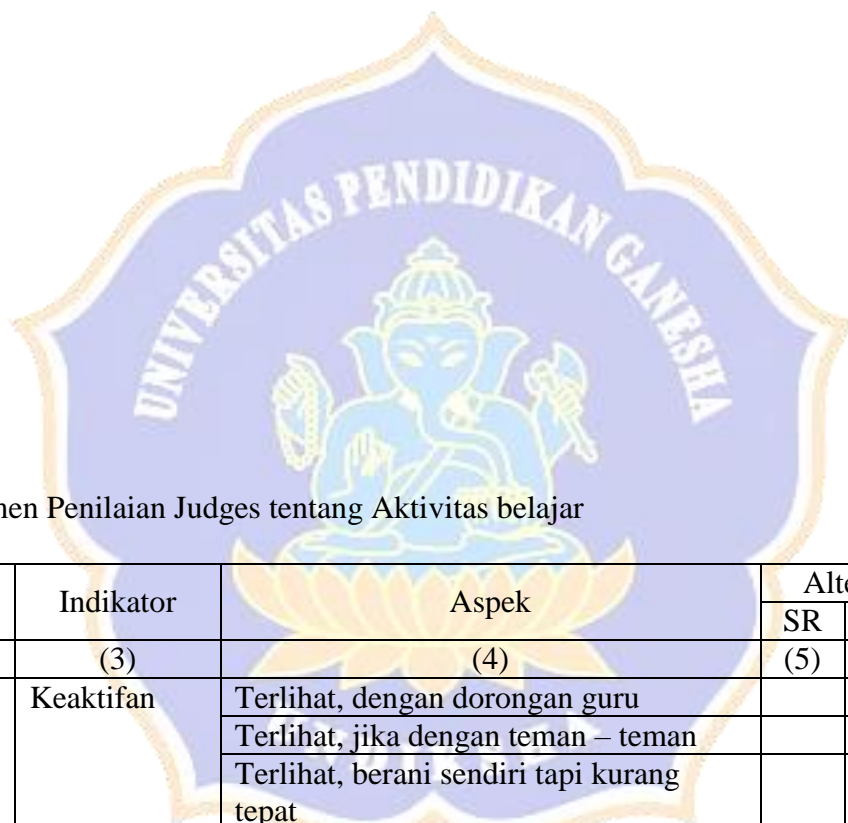 UNIVERSITAS PENDIDIKAN GANESHA
men Penilaian Judges tentang Aktivitas belajar
Indikator Aspek Alte
SR
(3) (4) (5)
Keaktifan Terlihat, dengan dorongan guru
Terlihat, jika dengan teman – teman
Terlihat, berani sendiri tapi kurang
tepat